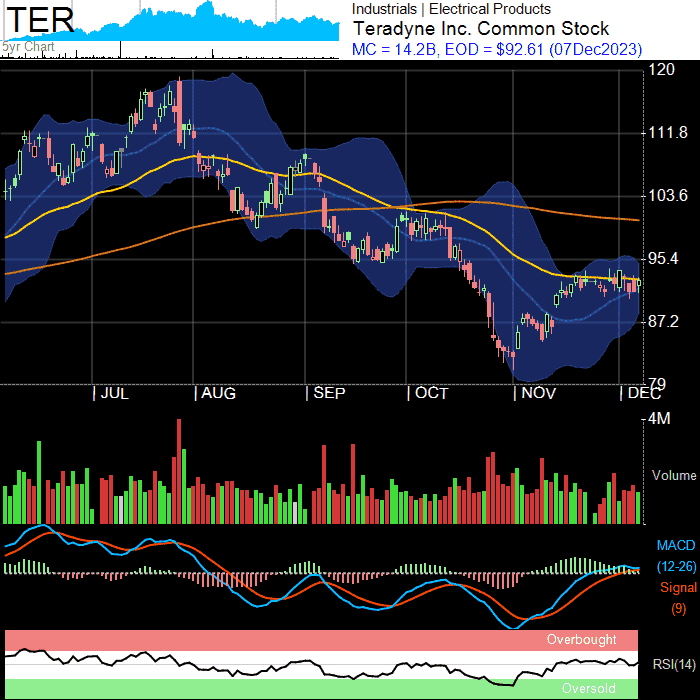 TER
5yr Chart
Industrials | Electrical Products
Teradyne Inc. Common Stock
MC = 14.2B, EOD = $92.61 (07Dec2023)
120
111.8
103.6
95.4
87.2
79
| JUL | AUG | SEP | OCT | NOV | DEC
4M
Volume
MACD
(12-26)
Signal
(9)
Overbought
RSI(14)
Oversold